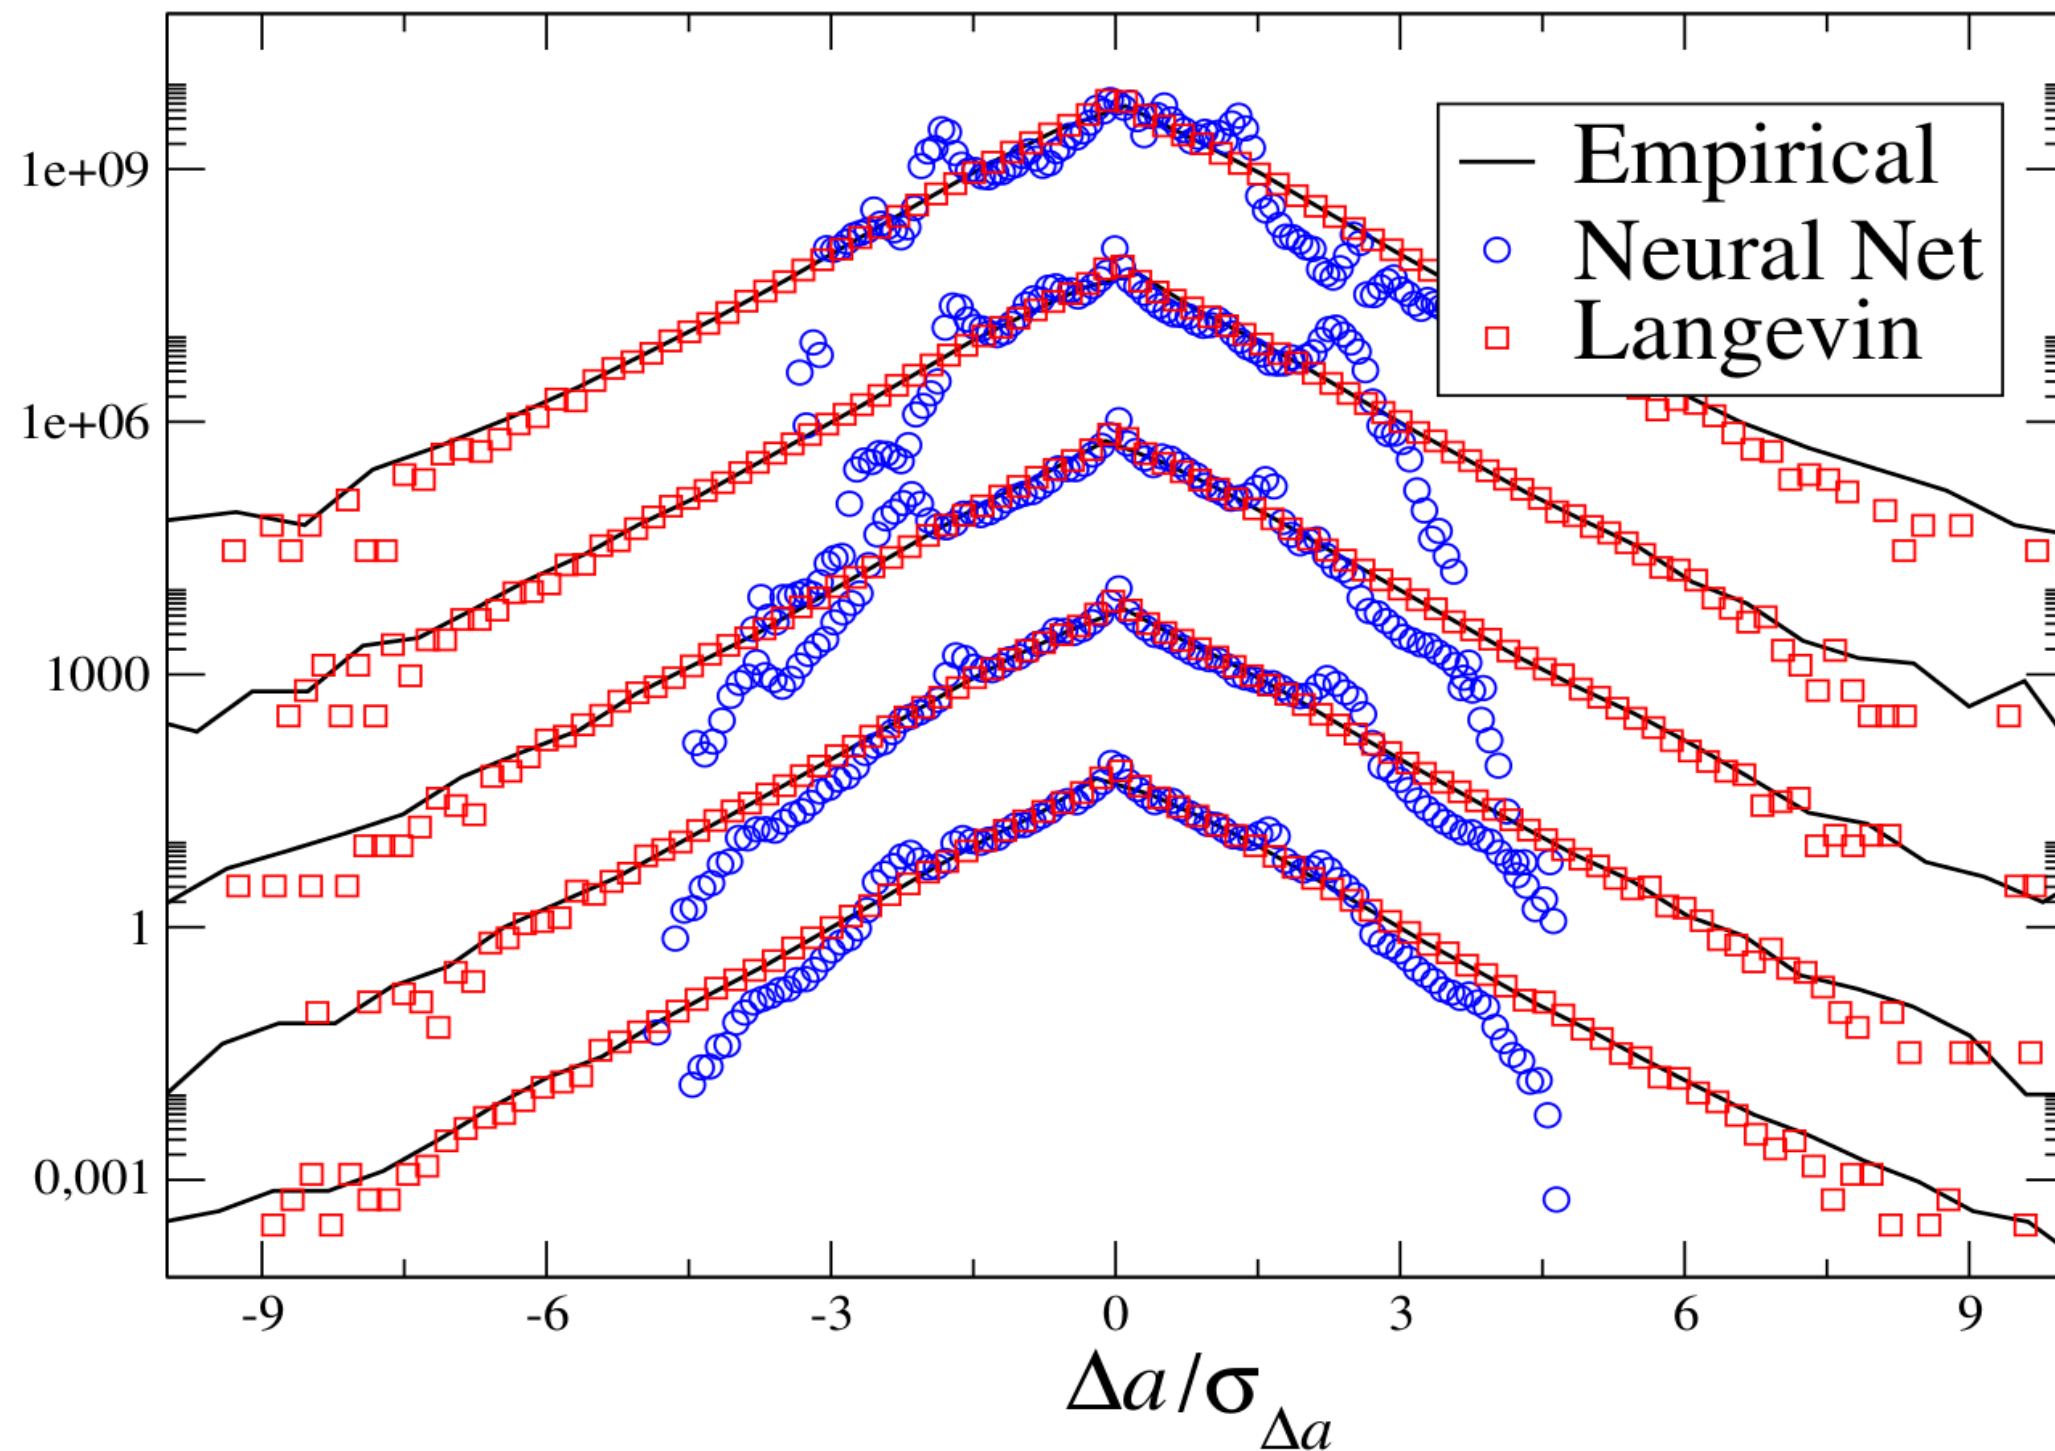 1e+09
1e+06
1000
1
0,001
Empirical
Neural Net
Langevin
-9 -6 -3 0 3 6 9
Δa/σΔa